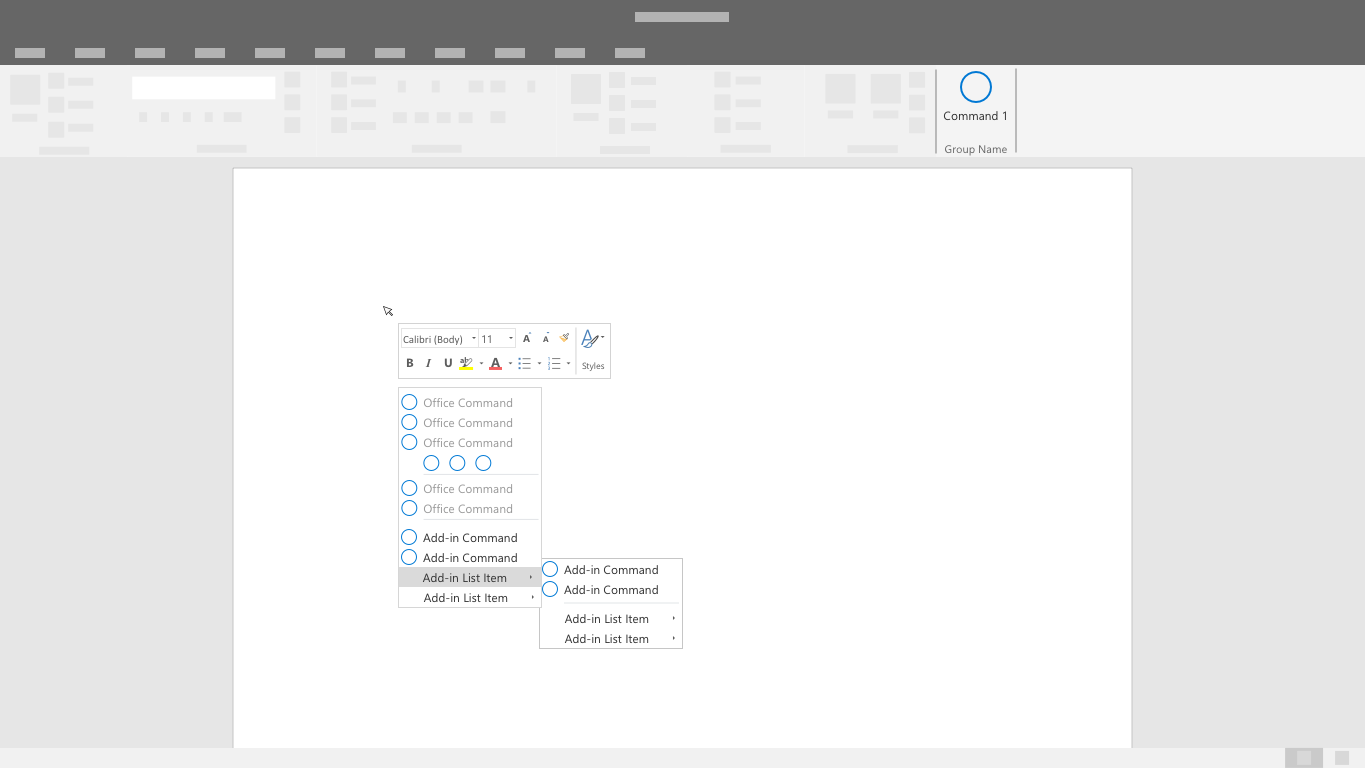 Command 1
Group Name
Calibri (Body) 11 A A
B I U ab A Styles
Office Command
Office Command
Office Command
Office Command
Office Command
Add-in Command
Add-in Command
Add-in List Item
Add-in List Item
Add-in Command
Add-in Command
Add-in List Item
Add-in List Item